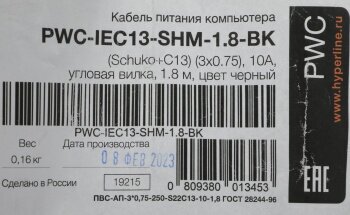 Кабель питания компьютера
PWC-IEC13-SHM-1.8-BK
(Schuko+C13) (3x0.75), 10A,
угловая вилка, 1.8 м, цвет черный
PWC-IEC13-SHM-1.8-BK
Вес
Дата производства
0,16 кг
08 ФЕВ 2023
Сделано в России
19215
0 809380 013453
ПВС-АП-3*0,75-250-S22C13-10-1,8 ГОСТ 28244-96
PWC
www.hyperline.ru
EAC